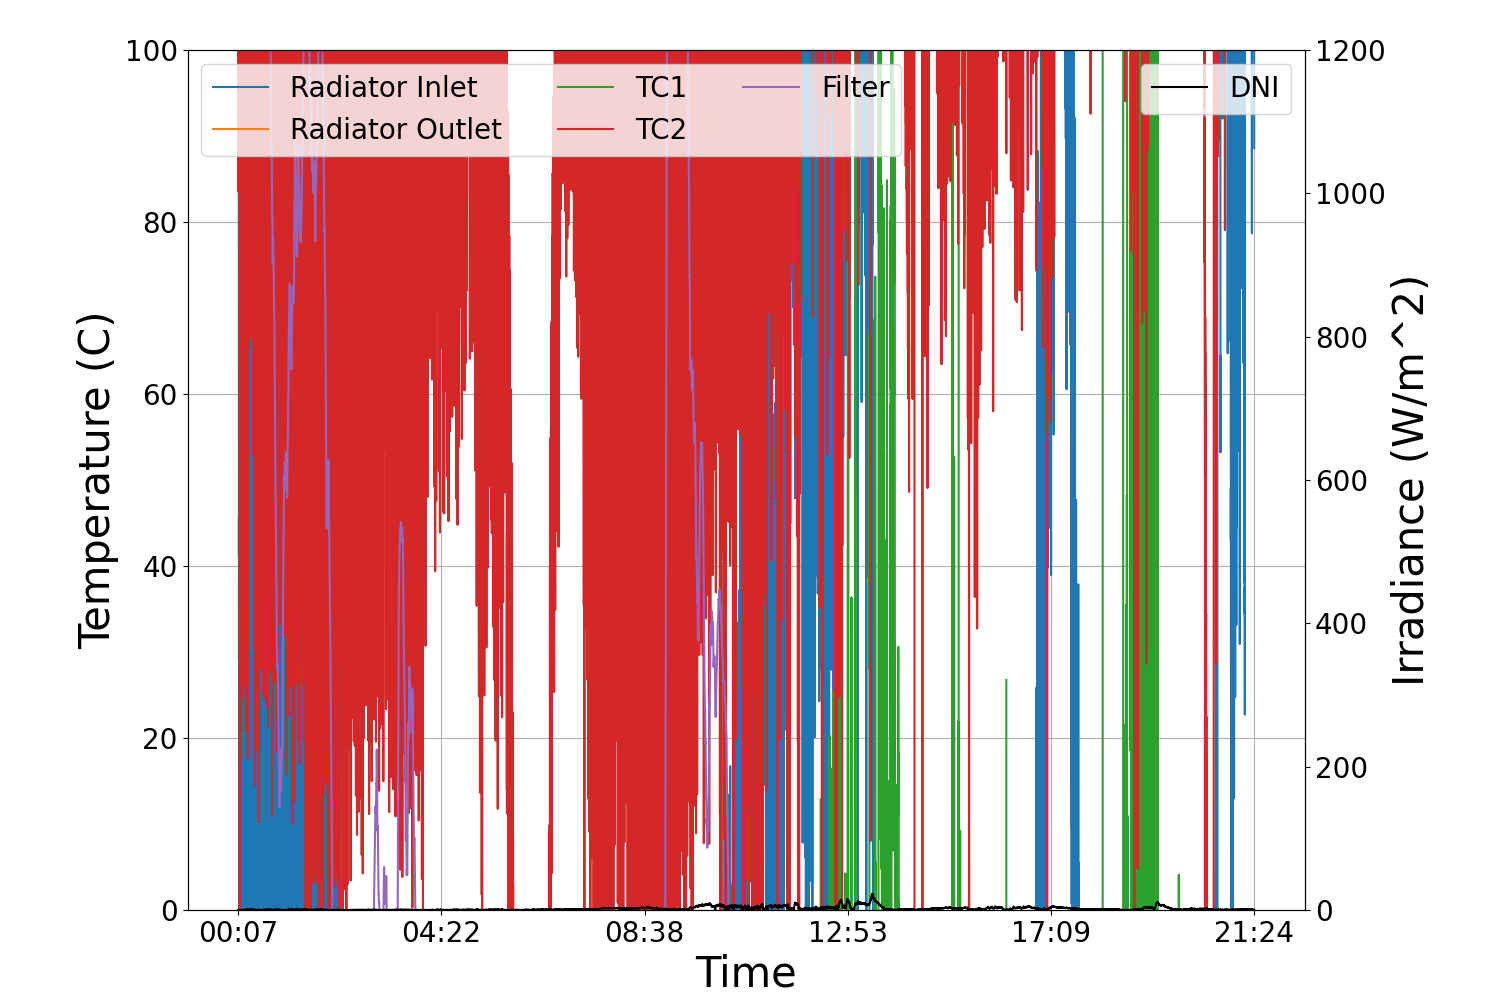 100
80
60
40
20
0
Temperature (C)
Radiator Inlet
Radiator Outlet
TC1
TC2
Filter
DNI
1200
1000
800
600
400
200
0
Irradiance (W/m^2)
00:07
04:22
08:38
12:53
17:09
21:24
Time